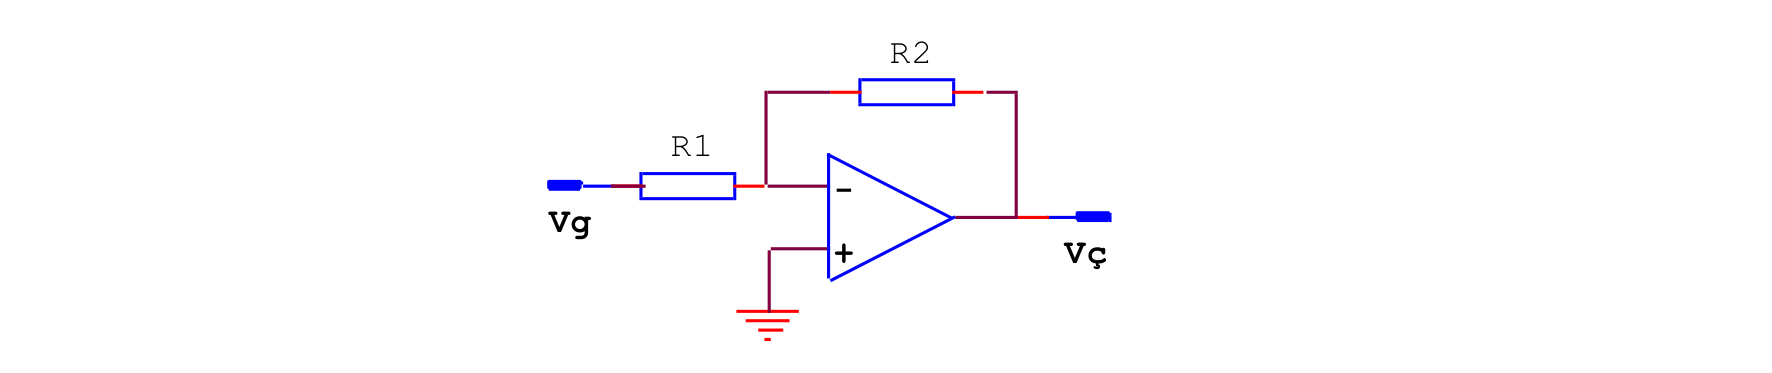 R2
R1
-
Vg
+
Vç